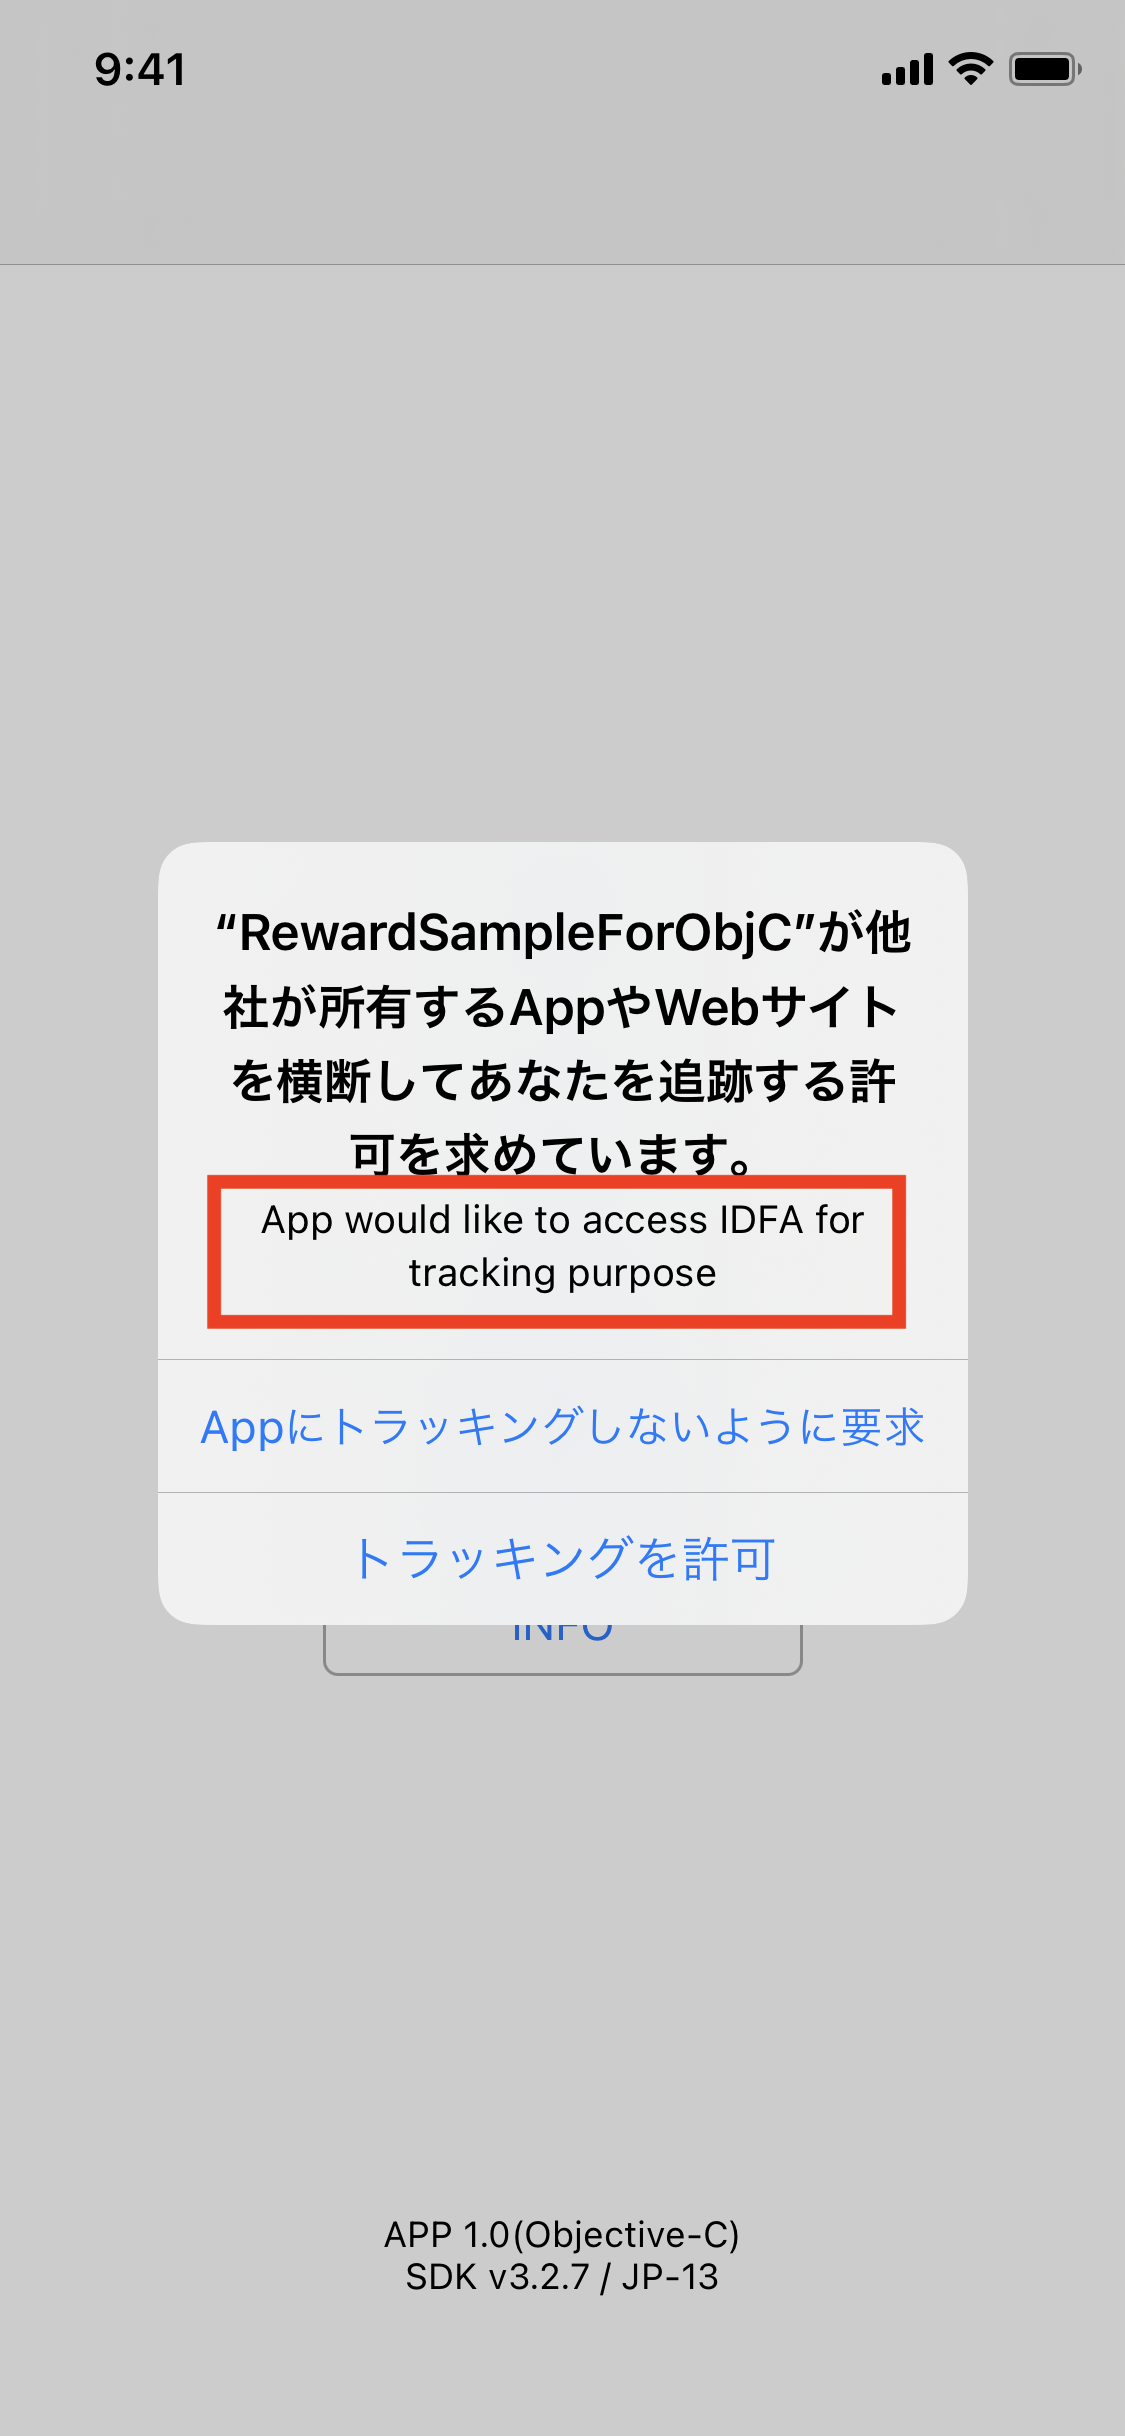 9:41
“RewardSampleForObjC”が他
社が所有するAppやWebサイト
を横断してあなたを追跡する許
可を求めています。
App would like to access IDFA for
tracking purpose
Appにトラッキングしないように要求
トラッキングを許可
INFO
APP 1.0(Objective-C)
SDK v3.2.7 / JP-13